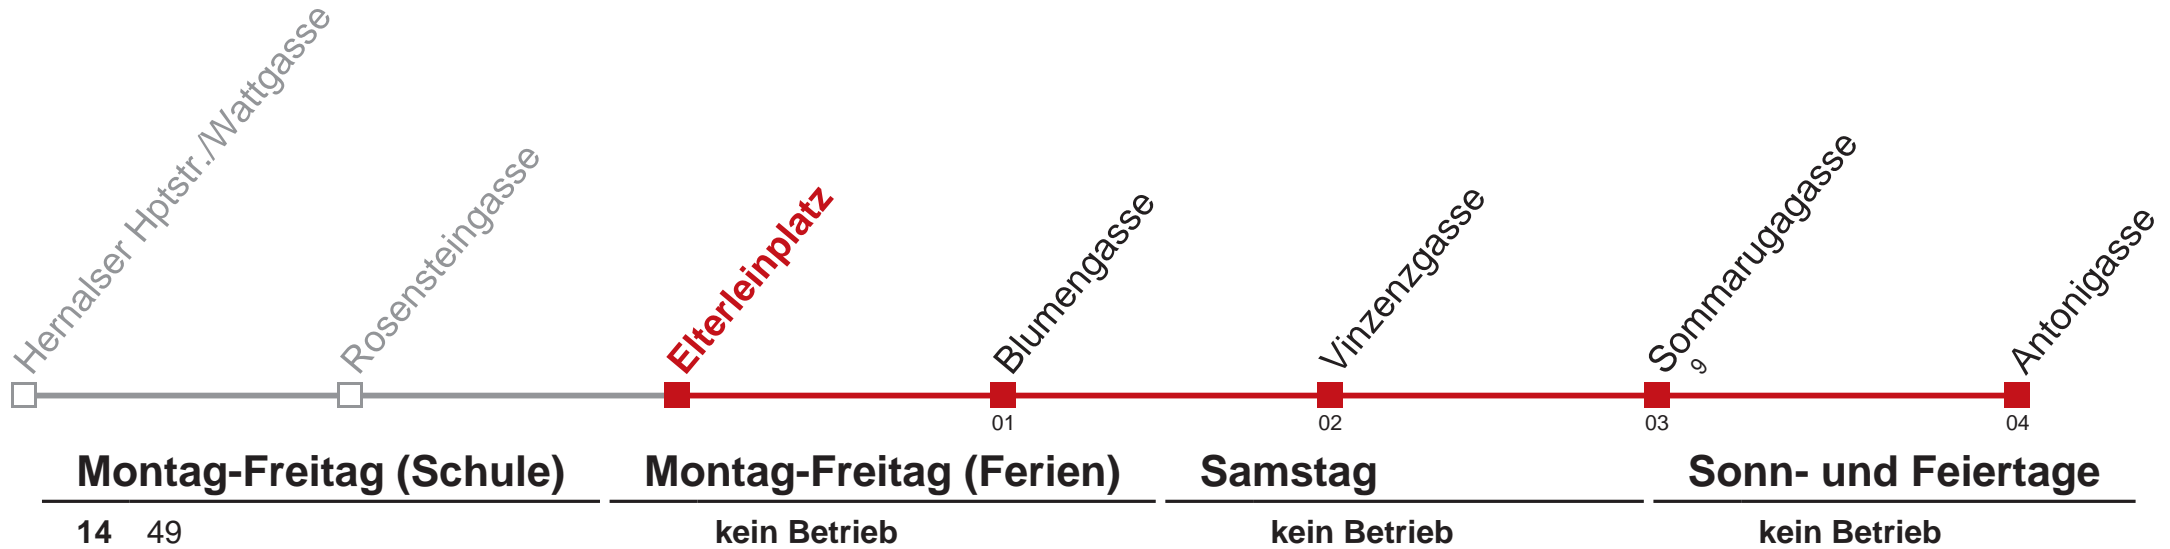 Hernalser Hptstr./Wattgasse
Rosensteingasse
Elterleinplatz
Blumengasse
Vinzenzgasse
Sommarugagasse
9
Antonigasse
01 02 03 04
Montag-Freitag (Schule) Montag-Freitag (Ferien) Samstag Sonn- und Feiertage
14 49 kein Betrieb kein Betrieb kein Betrieb